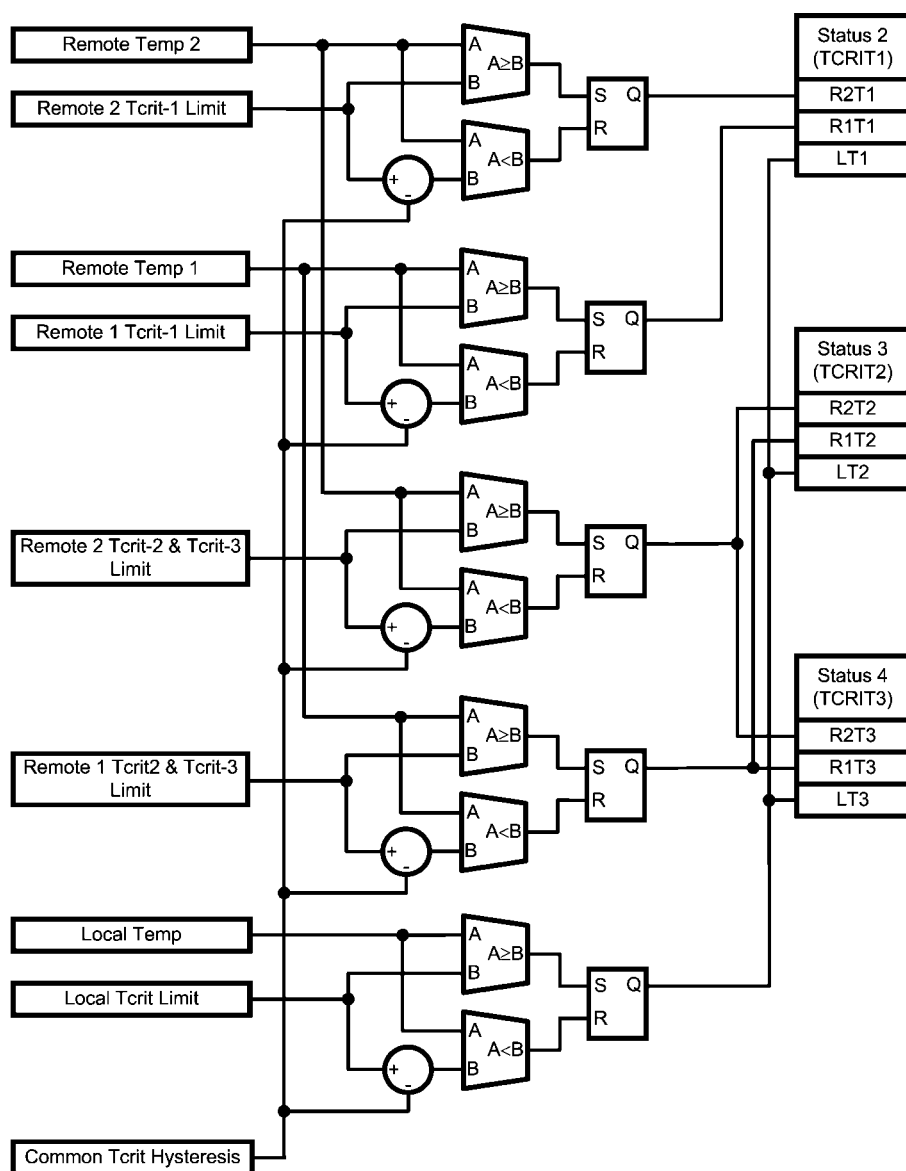 Remote Temp 2
A
A≥B
B
Remote 2 Tcrit-1 Limit
A
A<B
B
+
-
S Q
R
Status 2
(TCRIT1)
R2T1
R1T1
LT1
Remote Temp 1
A
A≥B
B
Remote 1 Tcrit-1 Limit
A
A<B
B
+
-
S Q
R
Status 3
(TCRIT2)
R2T2
R1T2
LT2
Remote 2 Tcrit-2 & Tcrit-3
Limit
A
A≥B
B
A
A<B
B
+
-
S Q
R
Status 4
(TCRIT3)
R2T3
R1T3
LT3
Remote 1 Tcrit2 & Tcrit-3
Limit
A
A≥B
B
A
A<B
B
+
-
S Q
R
Local Temp
A
A≥B
B
Local Tcrit Limit
A
A<B
B
+
-
S Q
R
Common Tcrit Hysteresis